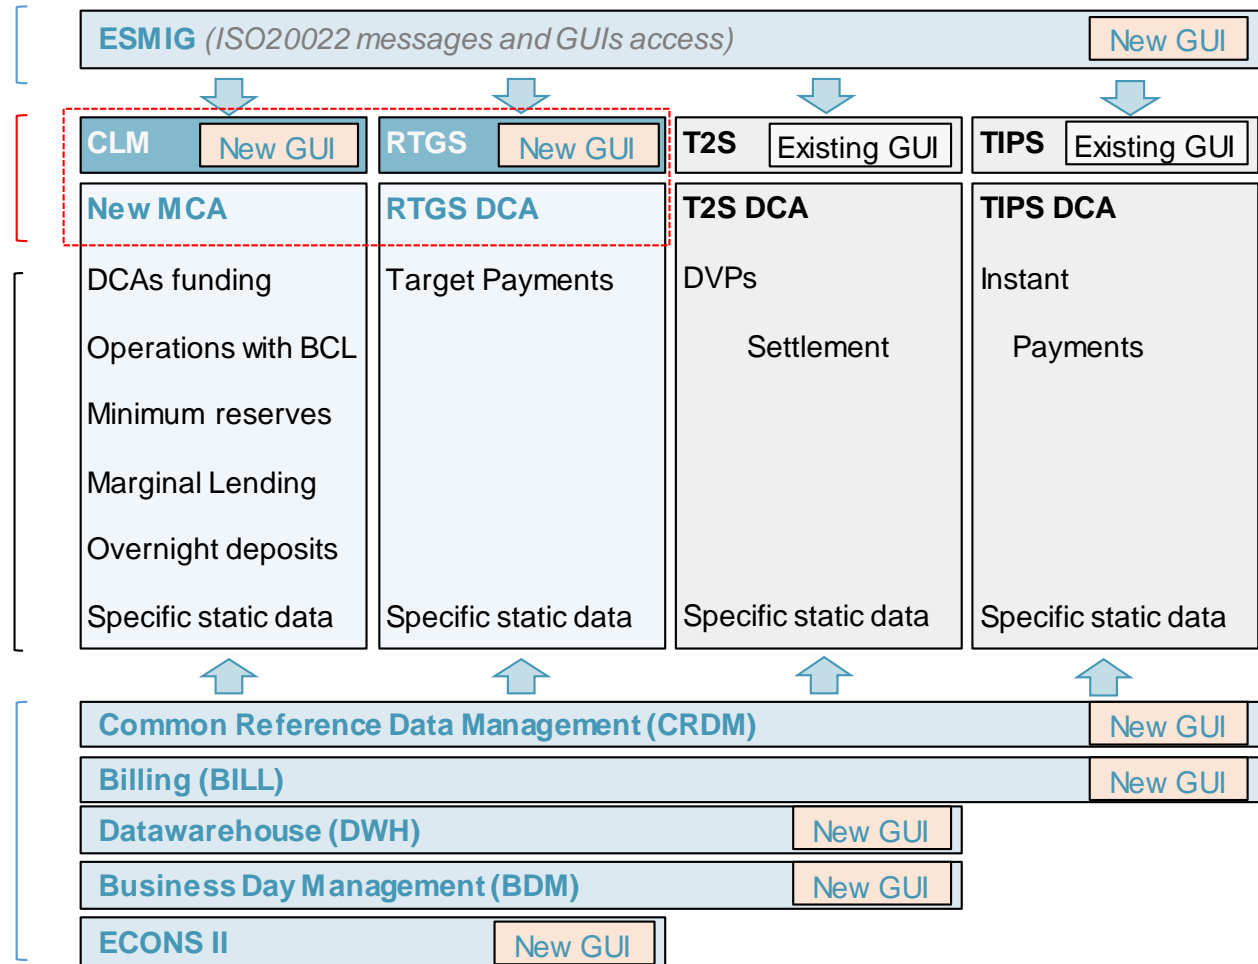 ESMIG (ISO20022 messages and GUIs access)
New GUI
CLM
New GUI
RTGS
New GUI
T2S
Existing GUI
TIPS
Existing GUI
New MCA
DCAs funding
Operations with BCL
Minimum reserves
Marginal Lending
Overnight deposits
Specific static data
RTGS DCA
Target Payments
Specific static data
T2S DCA
DVPs
Settlement
Specific static data
TIPS DCA
Instant
Payments
Specific static data
Common Reference Data Management (CRDM)
New GUI
Billing (BILL)
New GUI
Datawarehouse (DWH)
New GUI
Business Day Management (BDM)
New GUI
ECONS II
New GUI